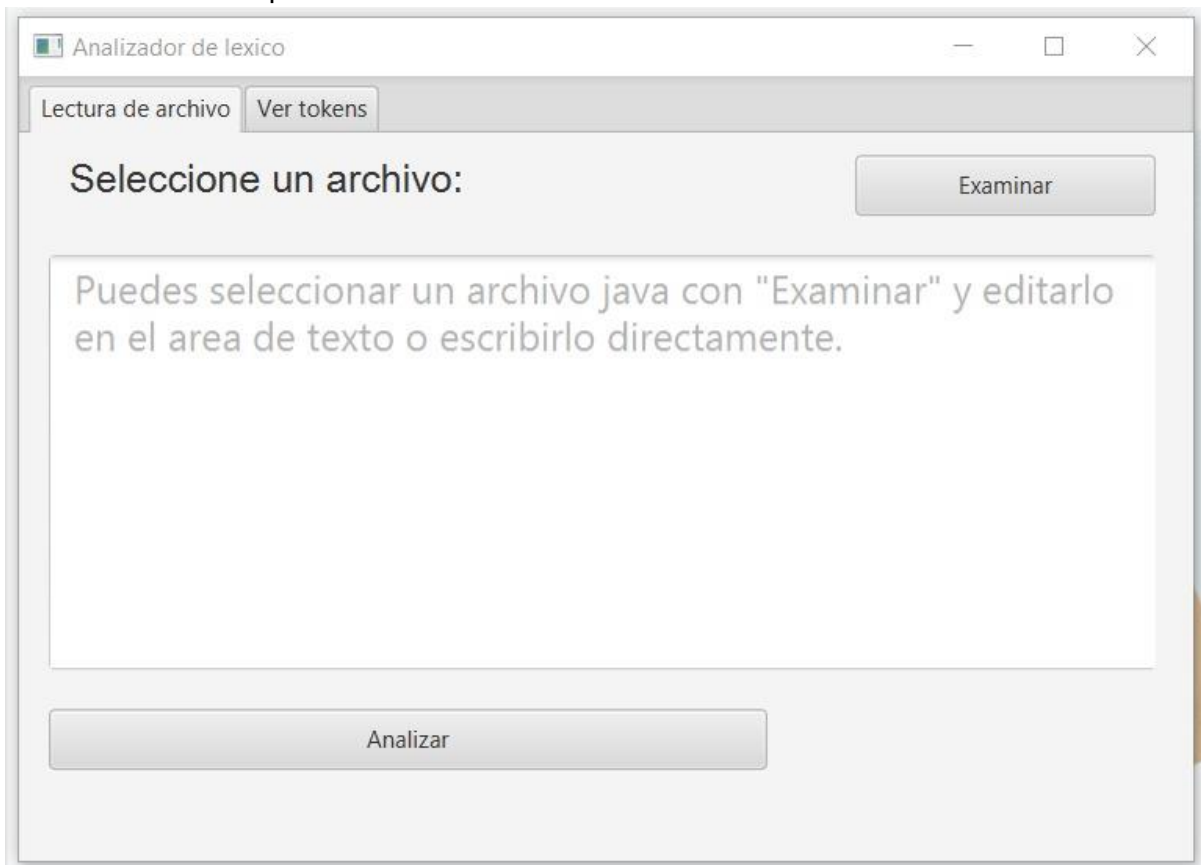 Analizador de lexico
Lectura de archivo Ver tokens
Seleccione un archivo:
Examinar
Puedes seleccionar un archivo java con "Examinar" y editarlo
en el area de texto o escribirlo directamente.
Analizar